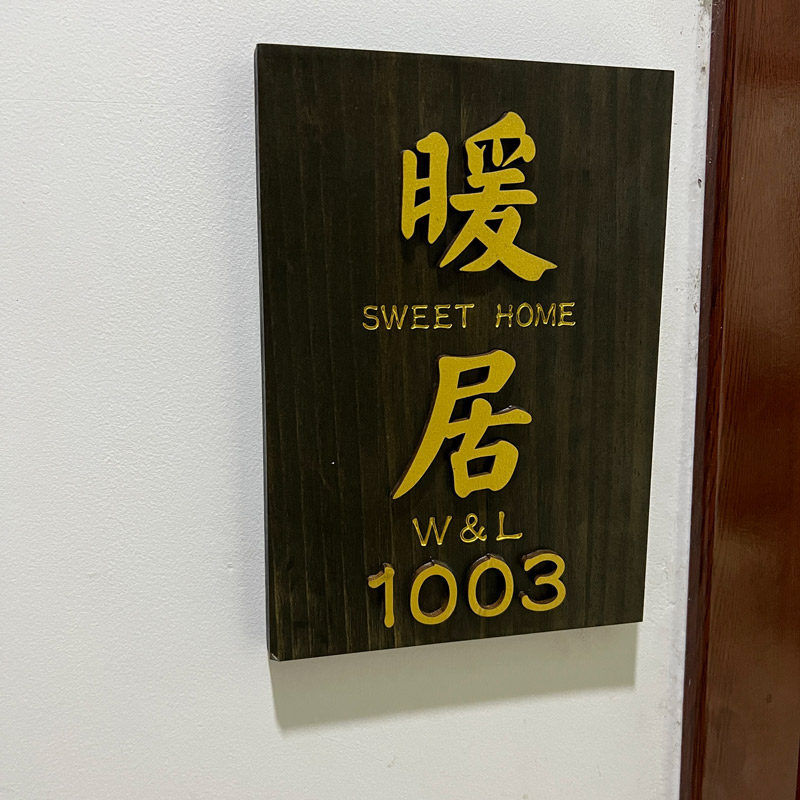 暖
SWEET HOME
居
W & L
1003